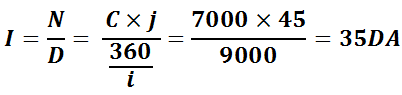 I = N/D = (C × j)/(360/i) = (7000 × 45)/9000 = 35DA